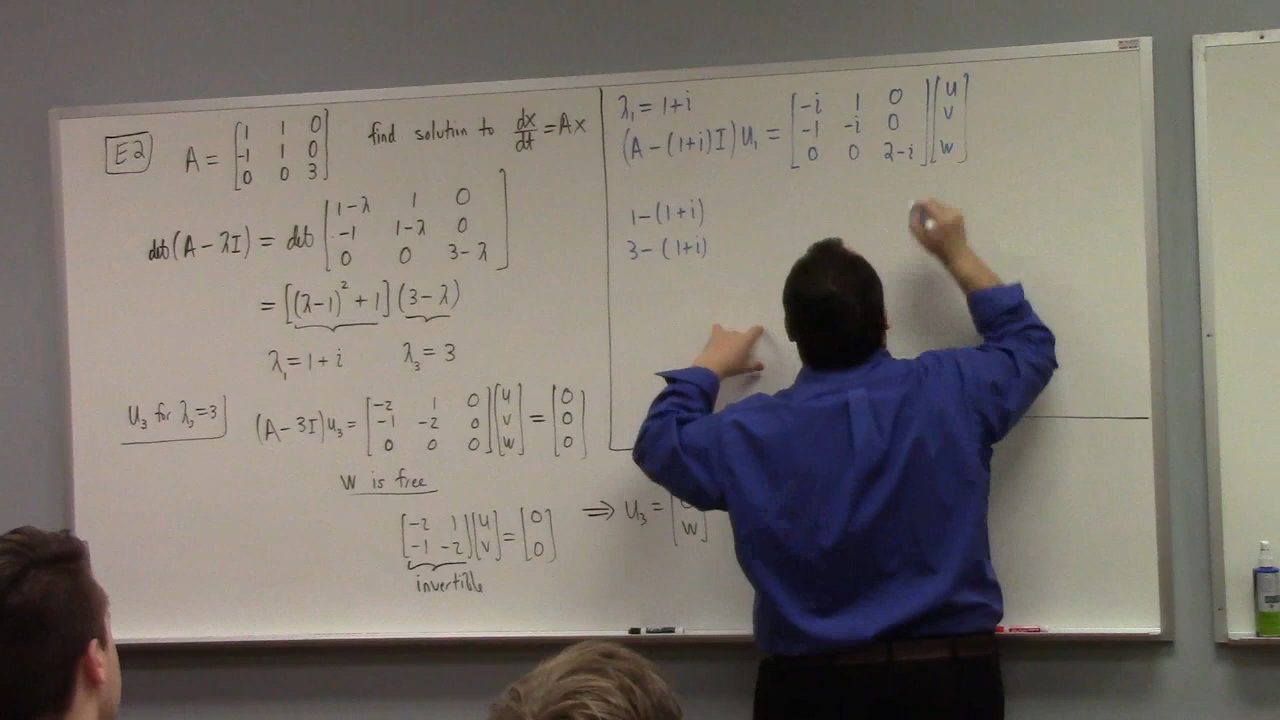 E2 A = [1 1 0; -1 1 0; 0 0 3] find solution to dx/dt = Ax
det(A - λI) = det [1-λ 1 0; -1 1-λ 0; 0 0 3-λ]
= [(λ-1)² + 1](3-λ)
λ₁ = 1+i λ₃ = 3
U₃ for λ₃=3 (A-3I)u₃ = [-2 1 0; -1 -2 0; 0 0 0][u; v; w] = [0; 0; 0]
W is free
[-2 1; -1 -2][u; v] = [0; 0] ⟹ U₃ = [0; w]
invertible
λ₁ = 1+i
(A-(1+i)I)U₁ = [-i 1 0; -1 -i 0; 0 0 2-i][u; v; w]
1-(1+i)
3-(1+i)